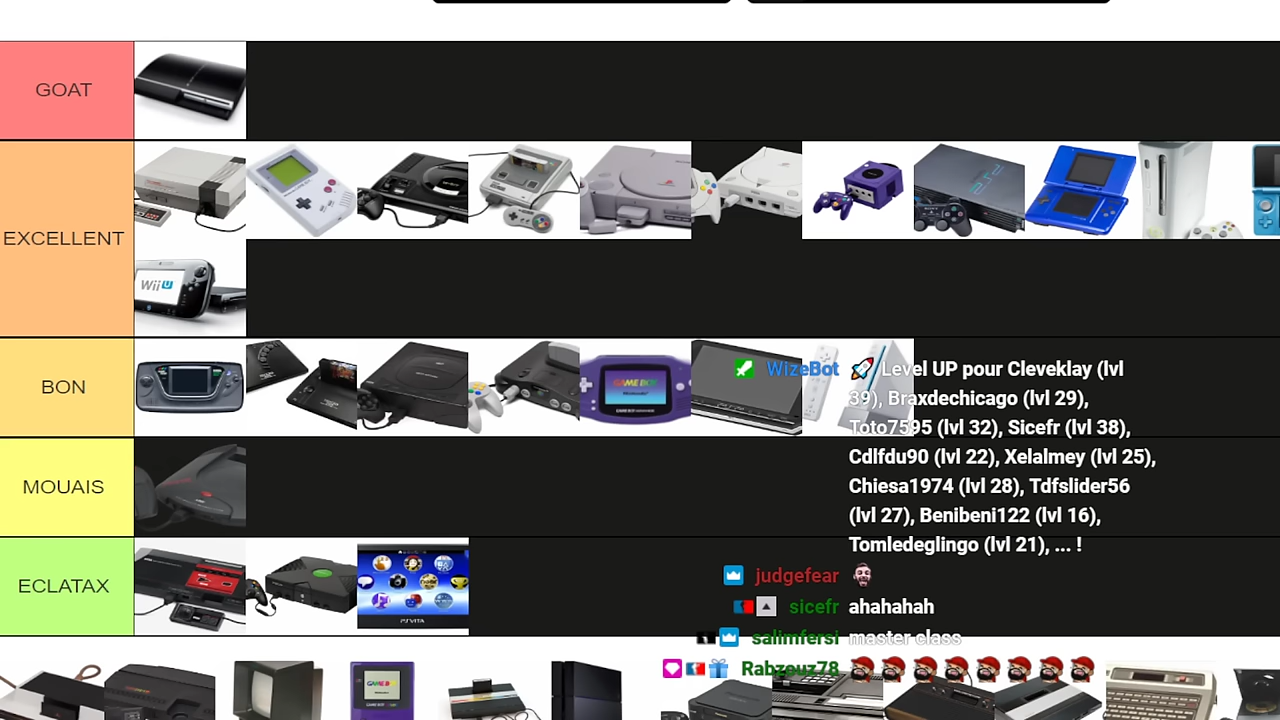 GOAT
EXCELLENT
Wii U
BON
GAME BOY
WizeBot Level UP pour Cleveklay (lvl
39), Braxdechicago (lvl 29),
Toto7595 (lvl 32), Sicefr (lvl 38),
Cdlfdu90 (lvl 22), Xelalmey (lvl 25),
Chiesa1974 (lvl 28), Tdfslider56
(lvl 27), Benibeni122 (lvl 16),
Tomledeglingo (lvl 21), ... !
MOUAIS
ECLATAX
PSVITA
judgefear
sicefr ahahahah
salimfersi master class
Rabzouz78
GAME BOY